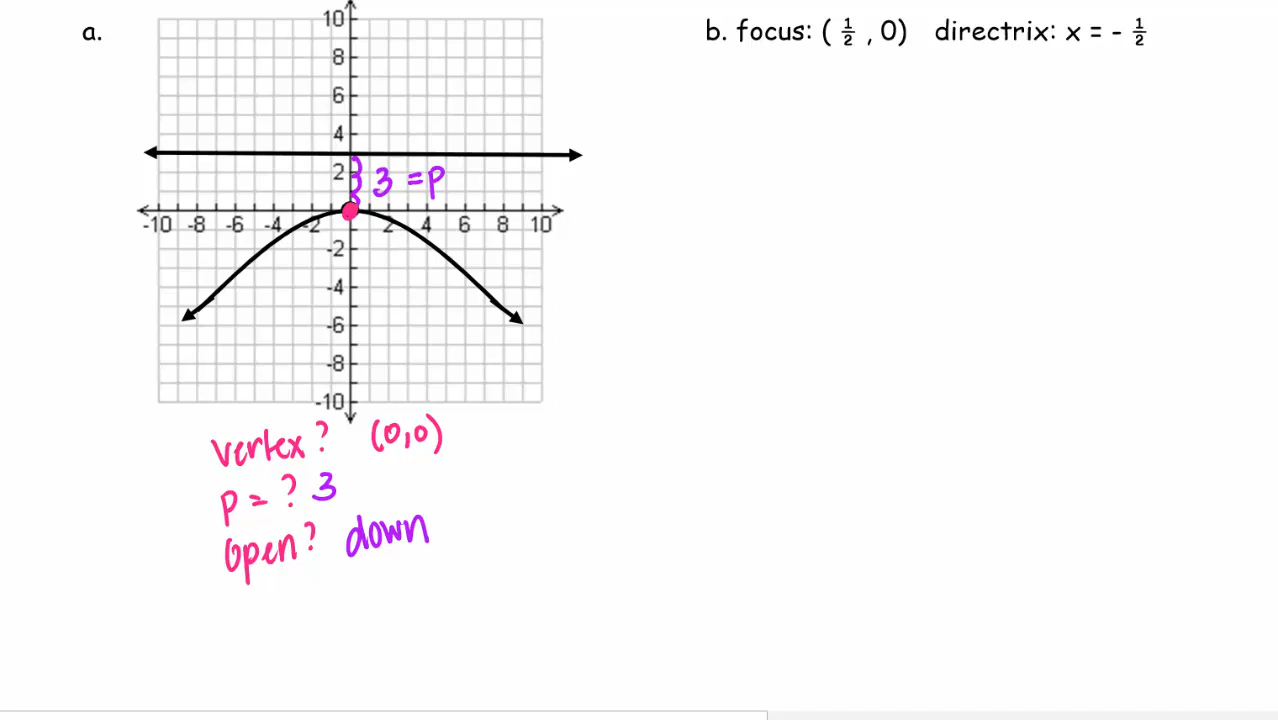 a.
b. focus: ( 1/2 , 0) directrix: x = - 1/2
10
8
6
4
2
3 = p
-10 -8 -6 -4 -2 2 4 6 8 10
-2
-4
-6
-8
-10
vertex? (0,0)
p = ? 3
open? down